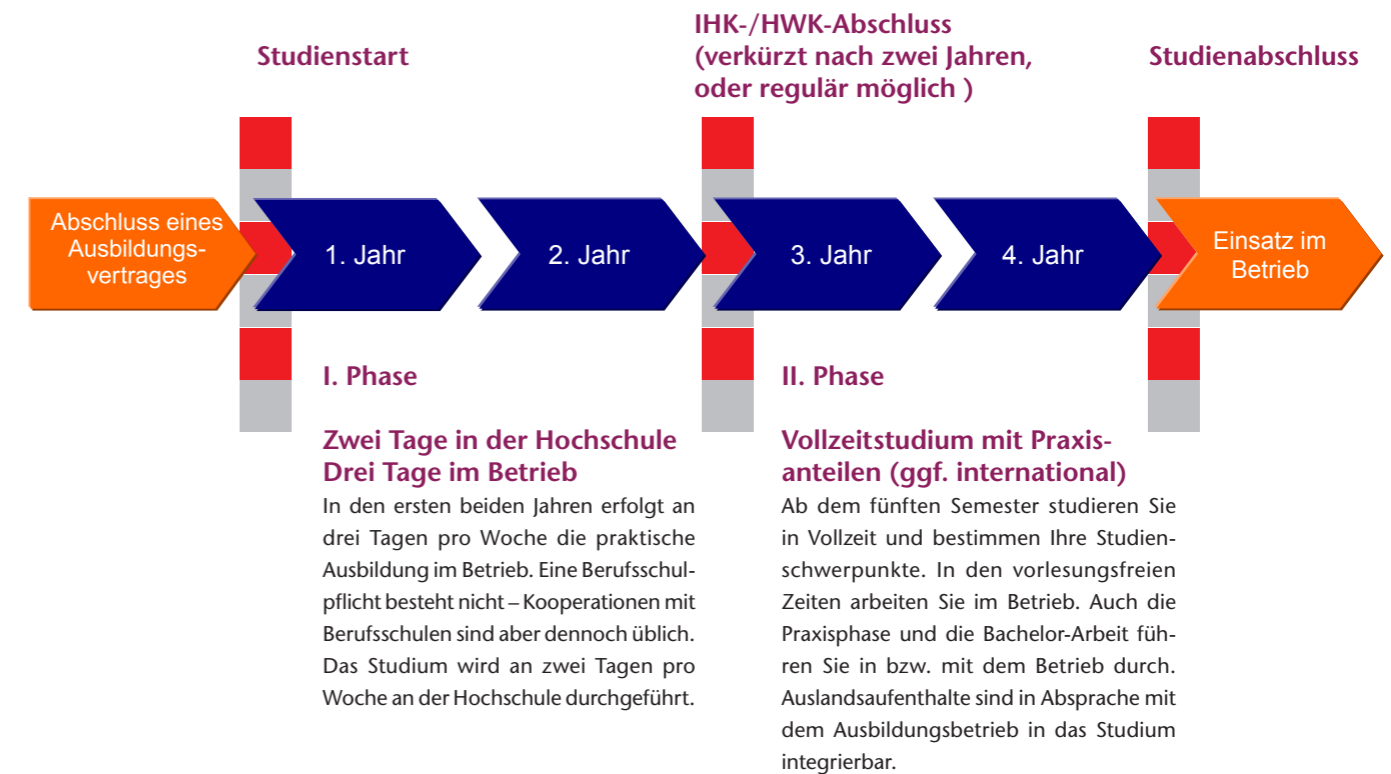 Studienstart
IHK-/HWK-Abschluss
(verkürzt nach zwei Jahren,
oder regulär möglich )
Studienabschluss
Abschluss eines
Ausbildungs-
vertrages
1. Jahr
2. Jahr
3. Jahr
4. Jahr
Einsatz im
Betrieb
I. Phase
Zwei Tage in der Hochschule
Drei Tage im Betrieb
In den ersten beiden Jahren erfolgt an
drei Tagen pro Woche die praktische
Ausbildung im Betrieb. Eine Berufsschul-
pflicht besteht nicht – Kooperationen mit
Berufsschulen sind aber dennoch üblich.
Das Studium wird an zwei Tagen pro
Woche an der Hochschule durchgeführt.
II. Phase
Vollzeitstudium mit Praxis-
anteilen (ggf. international)
Ab dem fünften Semester studieren Sie
in Vollzeit und bestimmen Ihre Studien-
schwerpunkte. In den vorlesungsfreien
Zeiten arbeiten Sie im Betrieb. Auch die
Praxisphase und die Bachelor-Arbeit füh-
ren Sie in bzw. mit dem Betrieb durch.
Auslandsaufenthalte sind in Absprache mit
dem Ausbildungsbetrieb in das Studium
integrierbar.